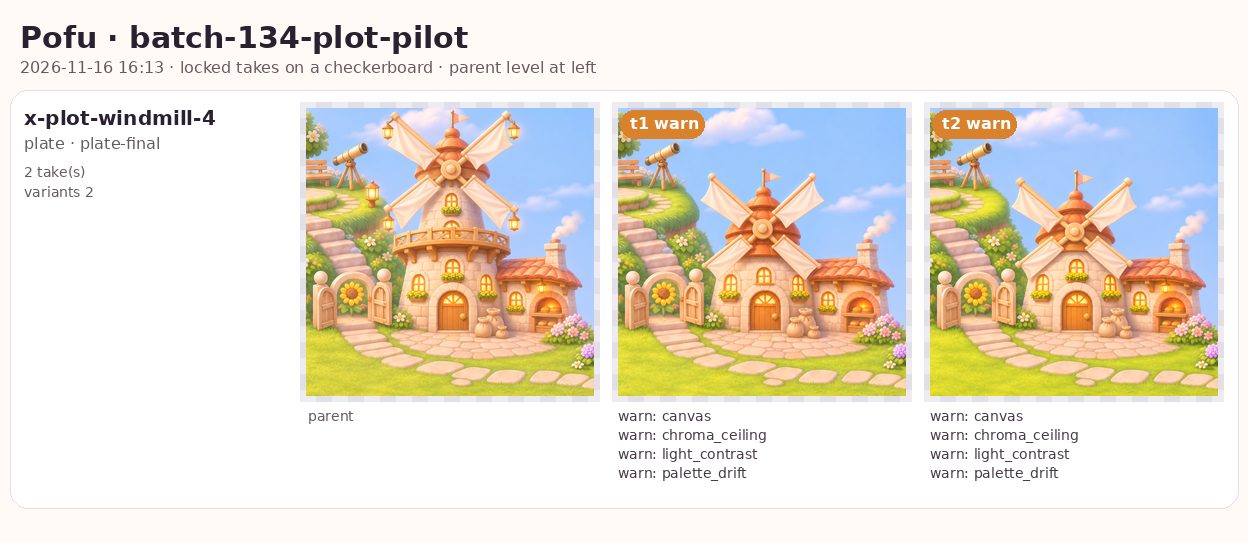 Pofu · batch-134-plot-pilot
2026-11-16 16:13 · locked takes on a checkerboard · parent level at left
x-plot-windmill-4
plate · plate-final
2 take(s)
variants 2
parent
t1 warn
warn: canvas
warn: chroma_ceiling
warn: light_contrast
warn: palette_drift
t2 warn
warn: canvas
warn: chroma_ceiling
warn: light_contrast
warn: palette_drift